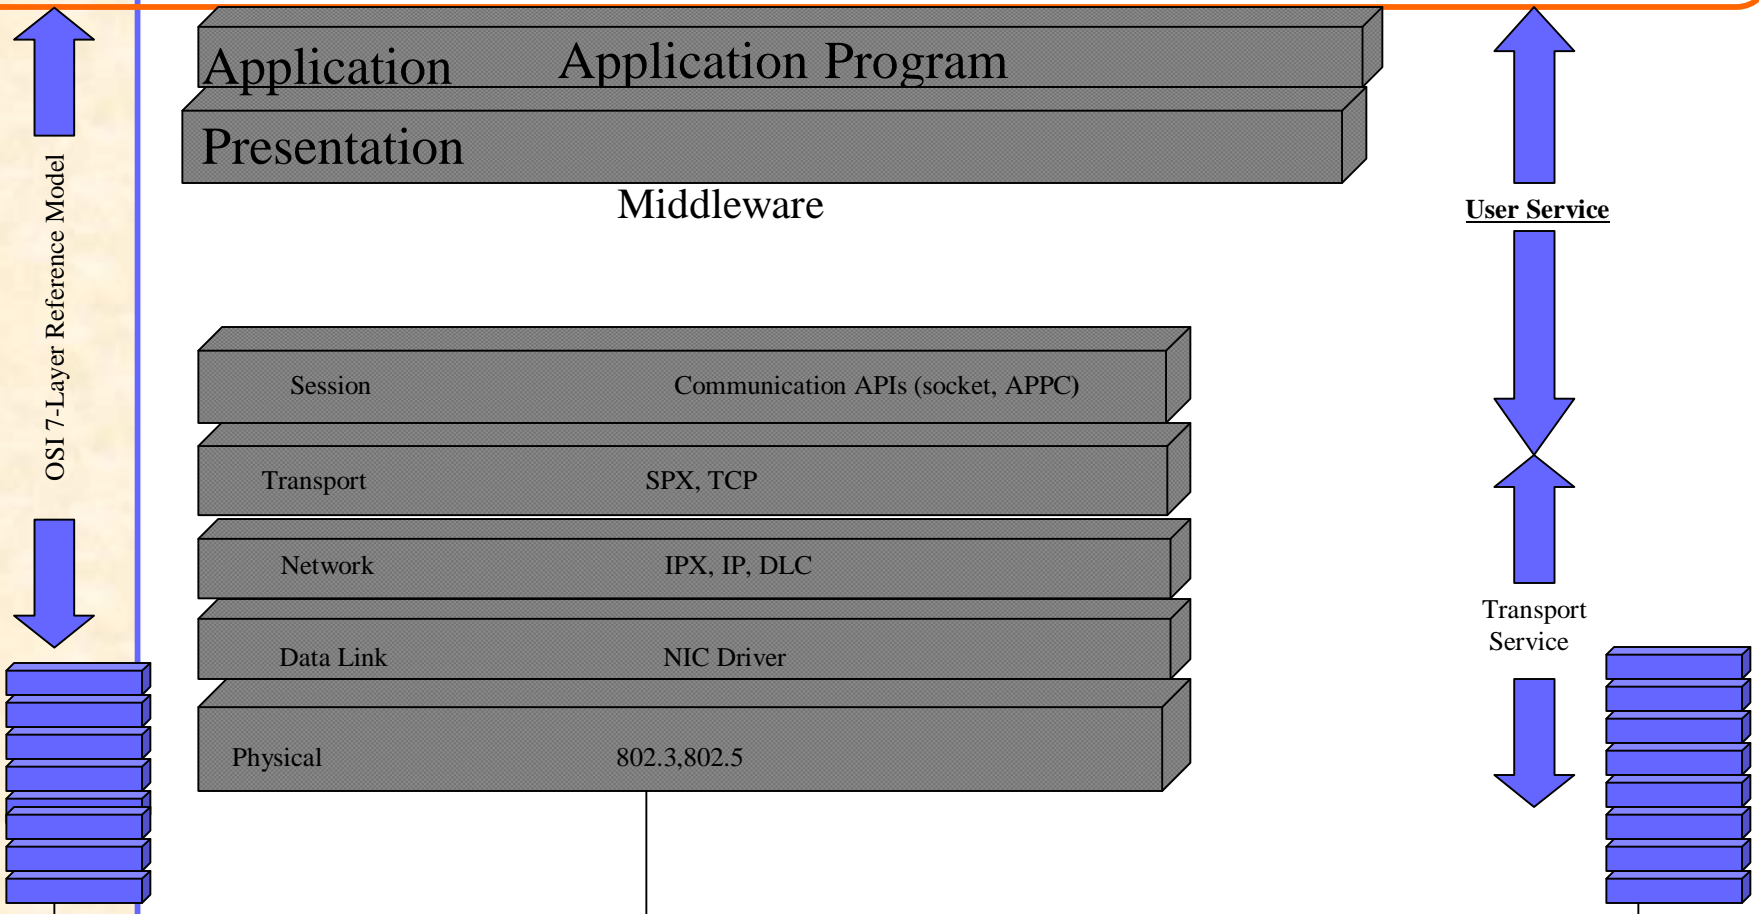 Application Application Program
Presentation
Middleware
User Service
OSI 7-Layer Reference Model
Session Communication APIs (socket, APPC)
Transport SPX, TCP
Network IPX, IP, DLC
Transport
Service
Data Link NIC Driver
Physical 802.3,802.5